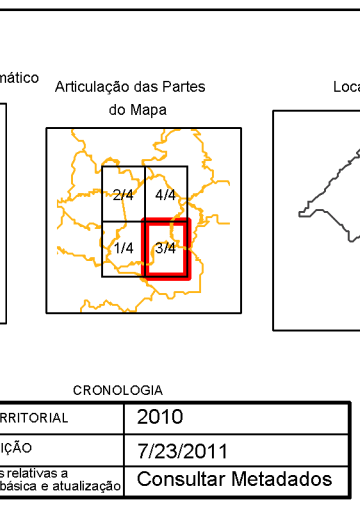 mático
Articulação das Partes
do Mapa
Loca
2/4 4/4
1/4 3/4
CRONOLOGIA
RRITORIAL 2010
IÇÃO 7/23/2011
s relativas a
básica e atualização Consultar Metadados